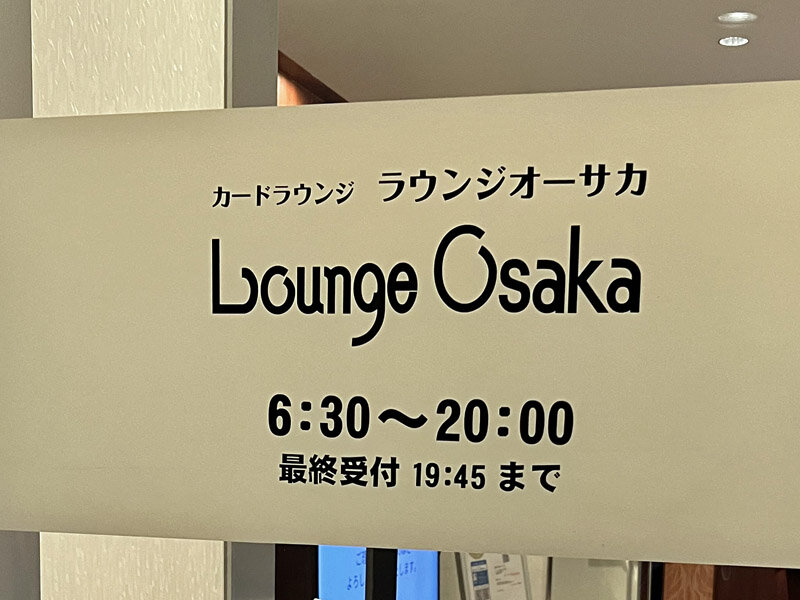 カードラウンジ ラウンジオーサカ
Lounge Osaka
6:30～20:00
最終受付 19:45 まで